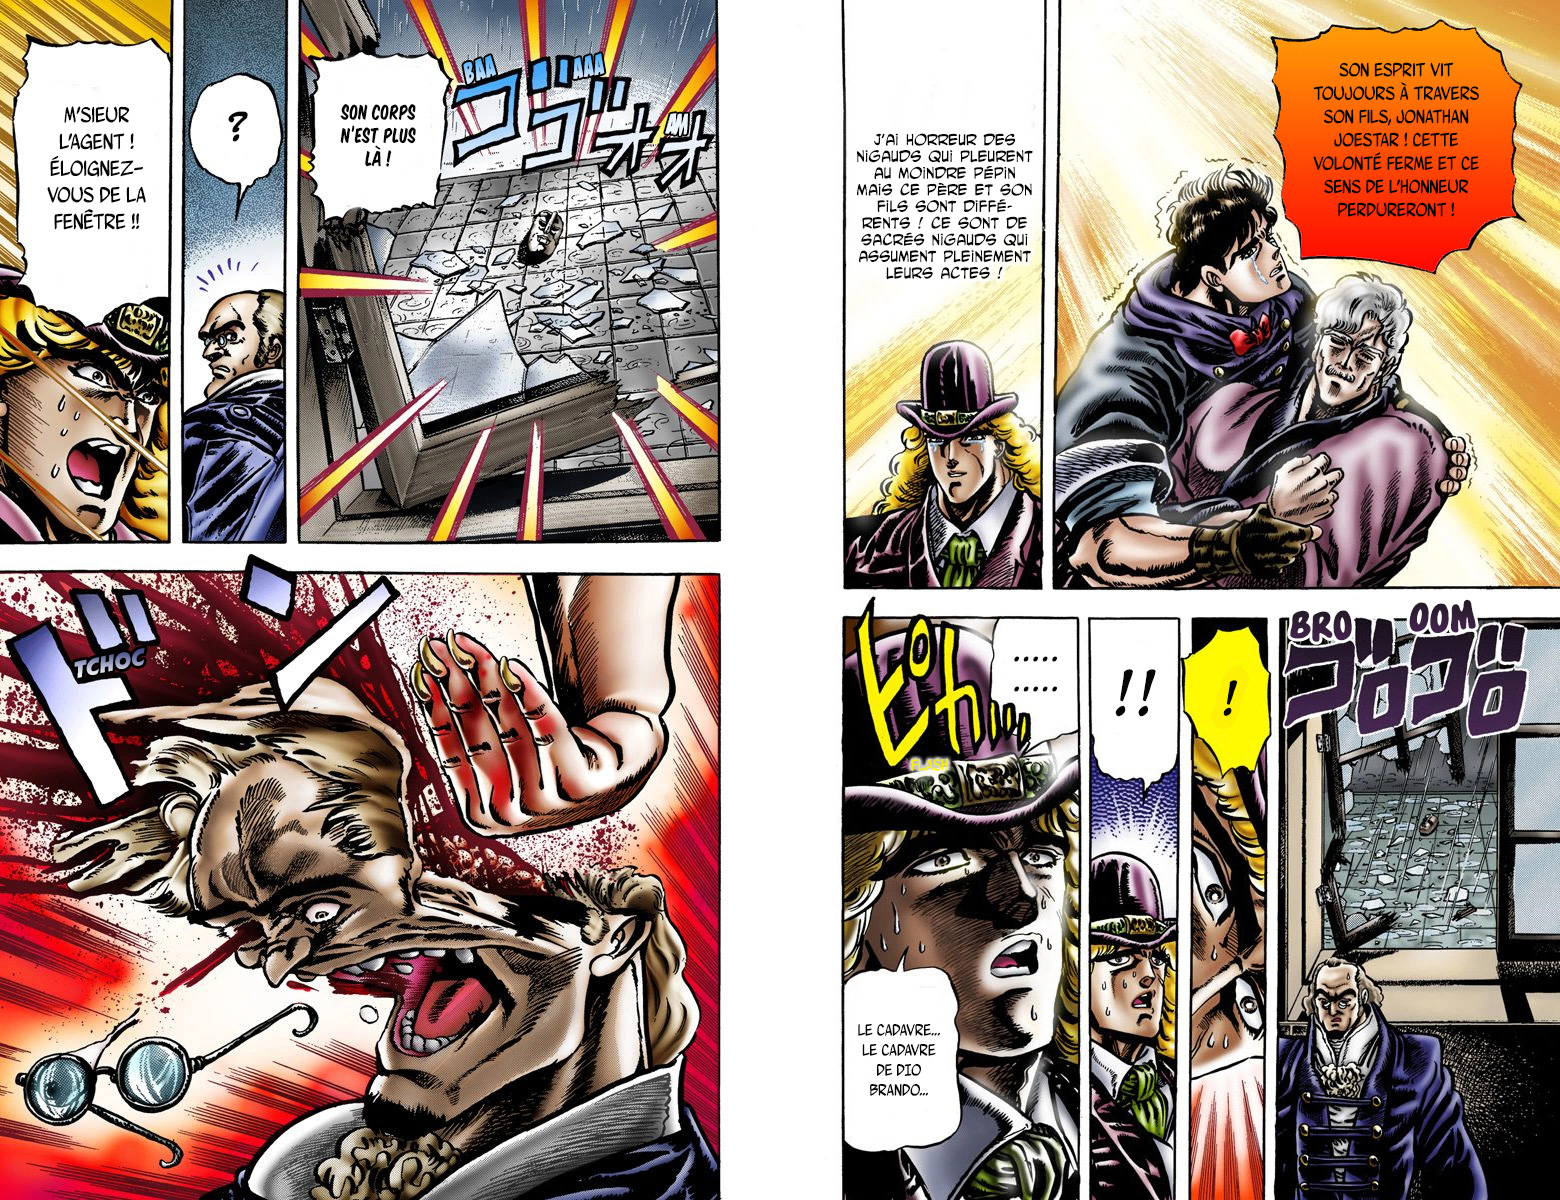 SON ESPRIT VIT
TOUJOURS À TRAVERS
SON FILS, JONATHAN
JOESTAR ! CETTE
VOLONTÉ FERME ET CE
SENS DE L'HONNEUR
PERDURERONT !
J'AI HORREUR DES
NIGAUDS QUI PLEURENT
AU MOINDRE PÉPIN
MAIS CE PÈRE ET SON
FILS SONT DIFFÉ-
RENTS ! CE SONT DE
SACRÉS NIGAUDS QUI
ASSUMENT PLEINEMENT
LEURS ACTES !
BRO OOM
ゴロゴロ
!
!!
.....
.....
ピカッ
FLASH
LE CADAVRE...
LE CADAVRE
DE DIO
BRANDO...
SON CORPS
N'EST PLUS
LÀ !
BAA AAA AM
ゴゴゴオオ
?
M'SIEUR
L'AGENT !
ÉLOIGNEZ-
VOUS DE LA
FENÊTRE !!
ドン
TCHOC